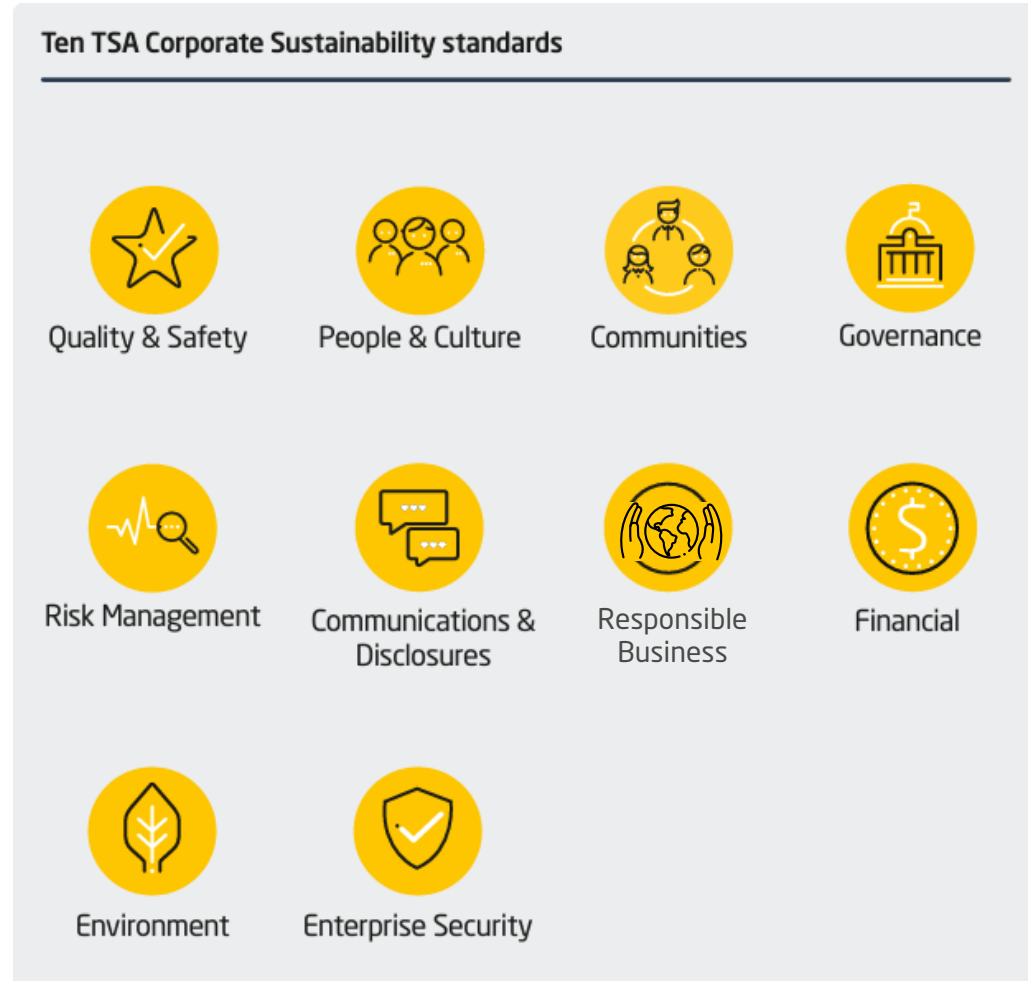 Ten TSA Corporate Sustainability standards
Quality & Safety
People & Culture
Communities
Governance
Risk Management
Communications &
Disclosures
Responsible
Business
Financial
Environment
Enterprise Security
$